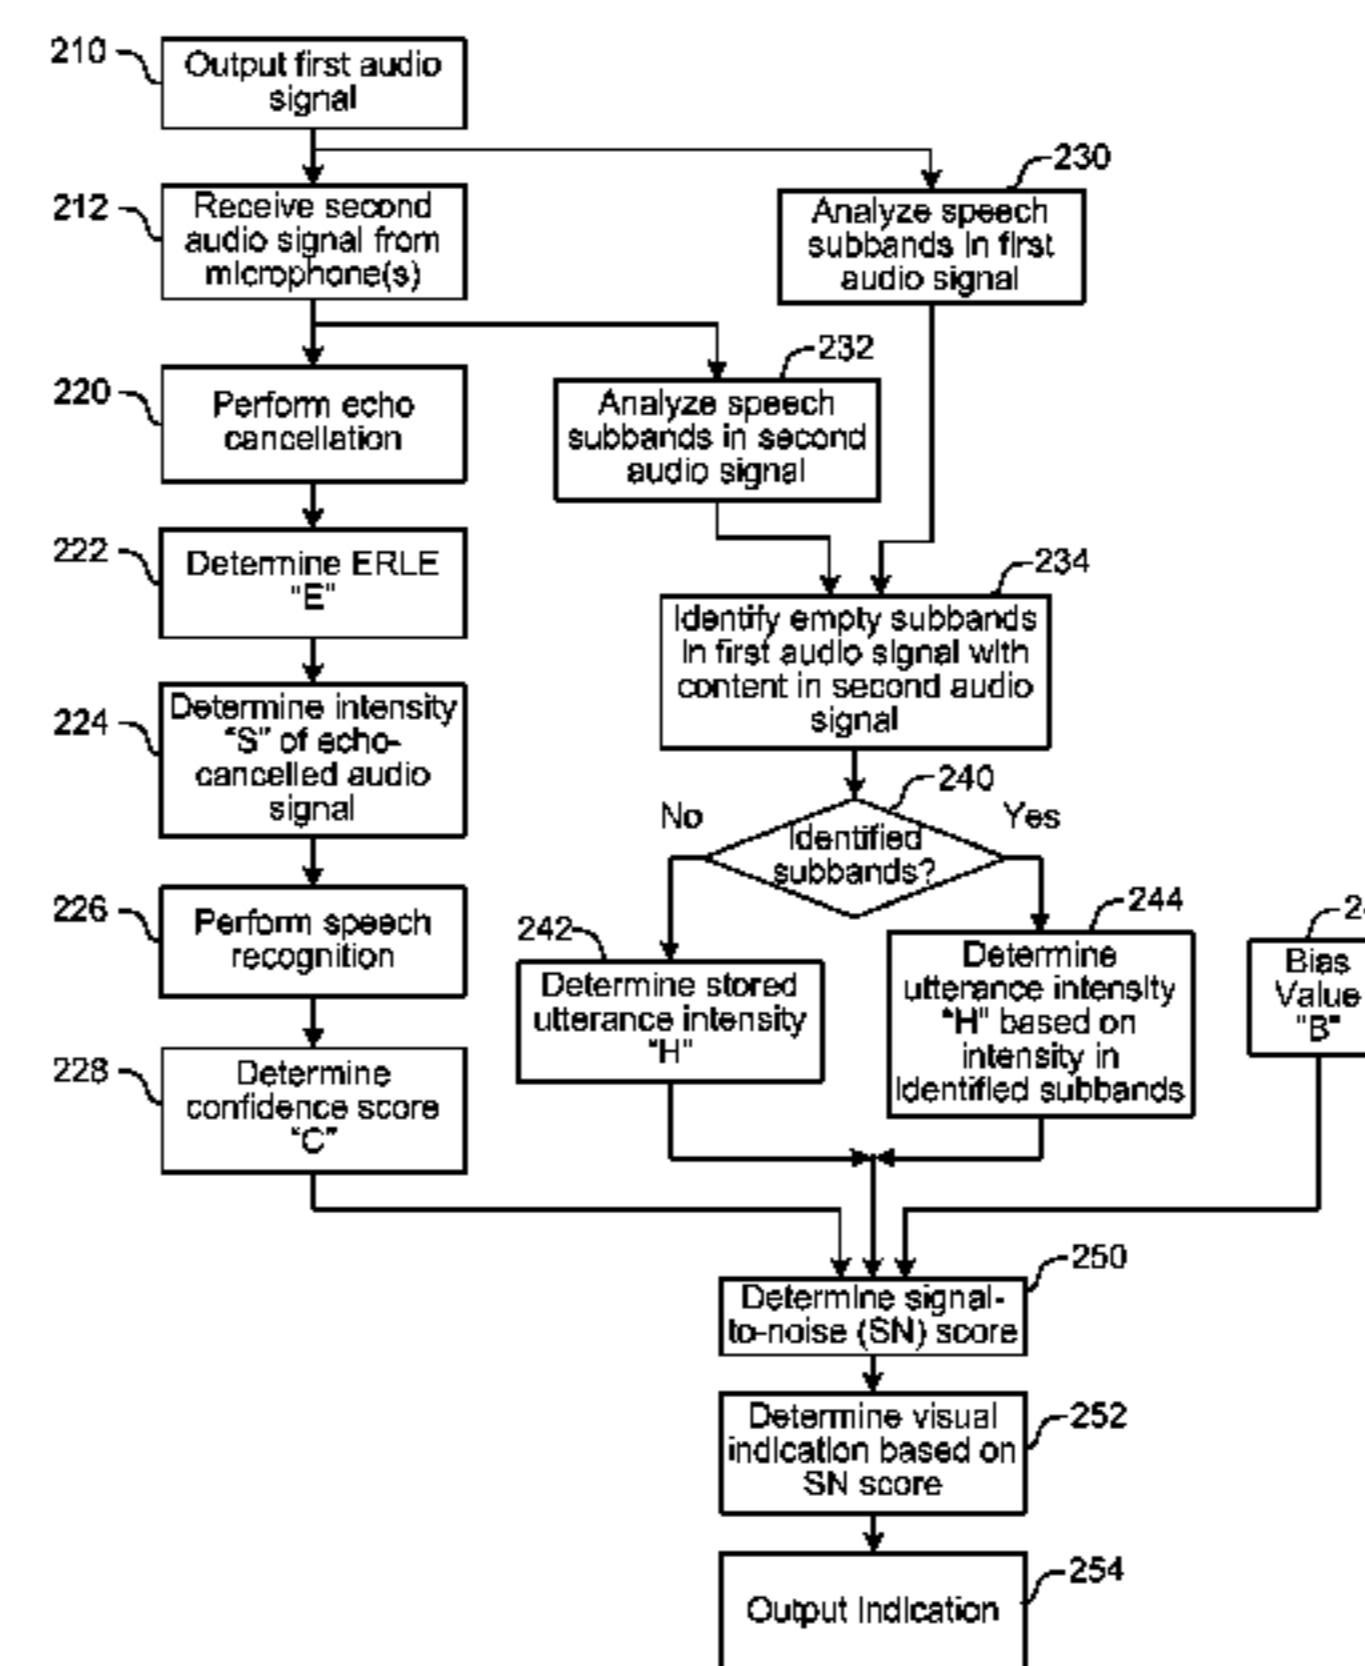 210
Output first audio
signal
230
212
Receive second
audio signal from
microphone(s)
Analyze speech
subbands in first
audio signal
232
220
Perform echo
cancellation
Analyze speech
subbands in second
audio signal
222
Determine ERLE
"E"
234
Identify empty subbands
in first audio signal with
content in second audio
signal
224
Determine intensity
"S" of echo-
cancelled audio
signal
240
No
Yes
Identified
subbands?
226
Perform speech
recognition
242
Determine stored
utterance intensity
"H"
244
Determine
utterance intensity
"H" based on
intensity in
identified subbands
Bias
Value
"B"
228
Determine
confidence score
"C"
250
Determine signal-
to-noise (SN) score
252
Determine visual
indication based on
SN score
254
Output indication